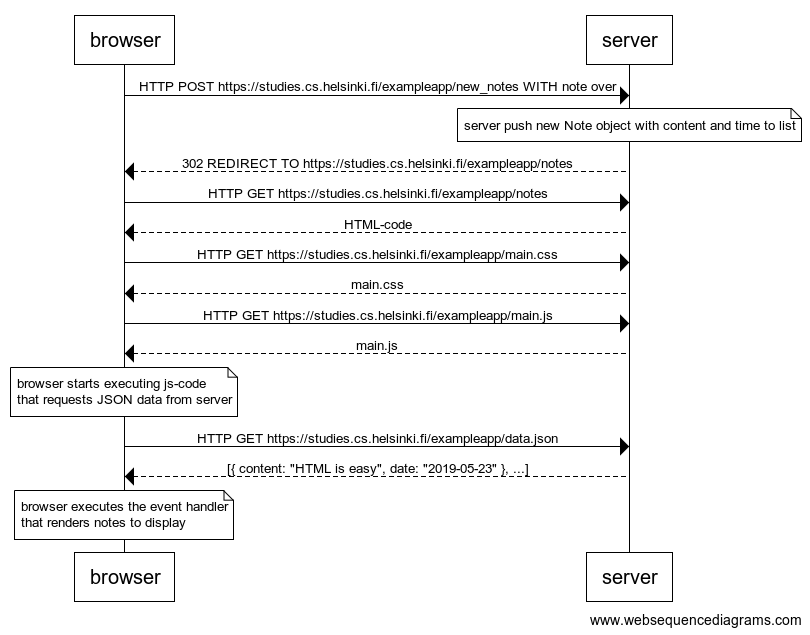 browser
server
HTTP POST https://studies.cs.helsinki.fi/exampleapp/new_notes WITH note over
server push new Note object with content and time to list
302 REDIRECT TO https://studies.cs.helsinki.fi/exampleapp/notes
HTTP GET https://studies.cs.helsinki.fi/exampleapp/notes
HTML-code
HTTP GET https://studies.cs.helsinki.fi/exampleapp/main.css
main.css
HTTP GET https://studies.cs.helsinki.fi/exampleapp/main.js
main.js
browser starts executing js-code
that requests JSON data from server
HTTP GET https://studies.cs.helsinki.fi/exampleapp/data.json
[{ content: "HTML is easy", date: "2019-05-23" }, ...]
browser executes the event handler
that renders notes to display
browser
server
www.websequencediagrams.com